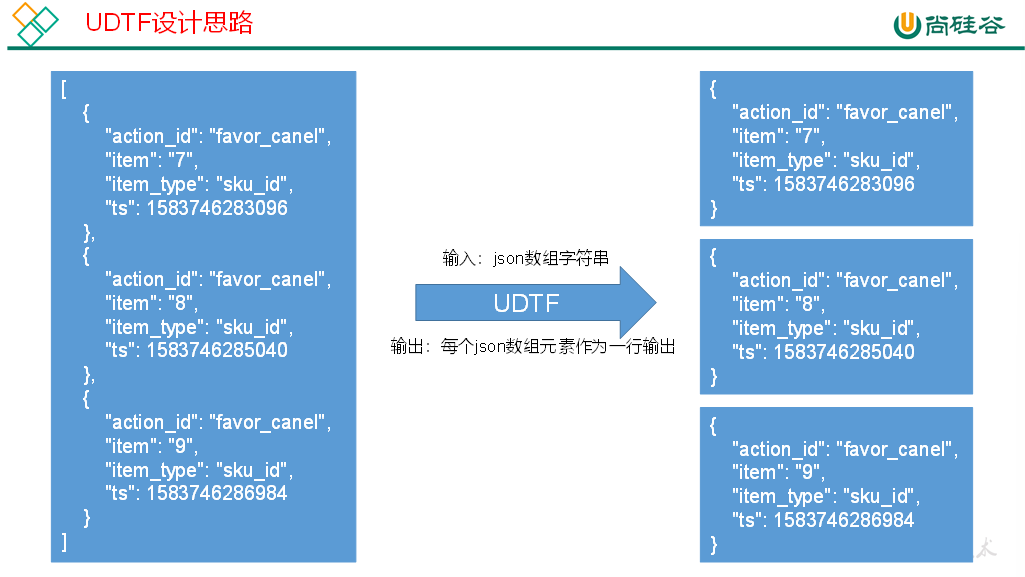 UDTF设计思路
尚硅谷
[
{
"action_id": "favor_canel",
"item": "7",
"item_type": "sku_id",
"ts": 1583746283096
},
{
"action_id": "favor_canel",
"item": "8",
"item_type": "sku_id",
"ts": 1583746285040
},
{
"action_id": "favor_canel",
"item": "9",
"item_type": "sku_id",
"ts": 1583746286984
}
]
输入：json数组字符串
UDTF
输出：每个json数组元素作为一行输出
{
"action_id": "favor_canel",
"item": "7",
"item_type": "sku_id",
"ts": 1583746283096
}
{
"action_id": "favor_canel",
"item": "8",
"item_type": "sku_id",
"ts": 1583746285040
}
{
"action_id": "favor_canel",
"item": "9",
"item_type": "sku_id",
"ts": 1583746286984
}